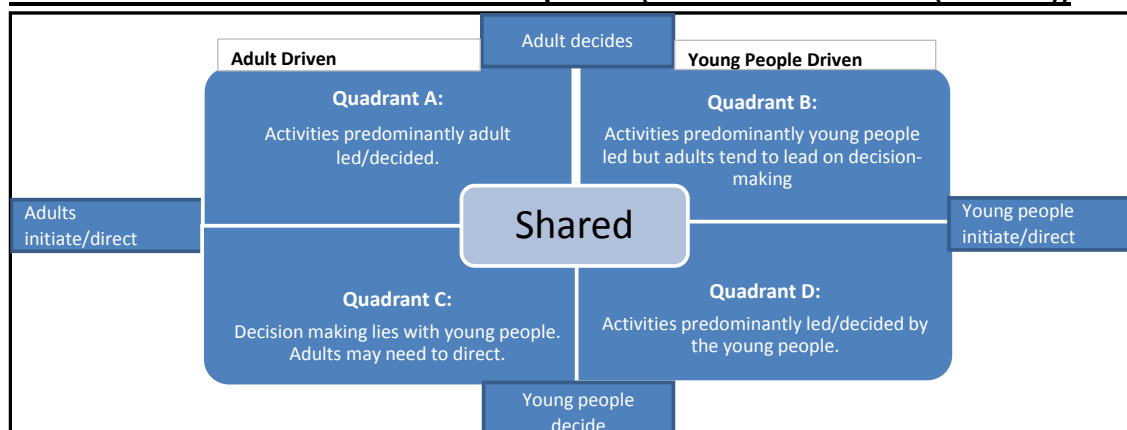 Adult decides
Adult Driven
Young People Driven
Quadrant A:
Activities predominantly adult
led/decided.
Quadrant B:
Activities predominantly young people
led but adults tend to lead on decision-
making
Adults
initiate/direct
Shared
Young people
initiate/direct
Quadrant C:
Decision making lies with young people.
Adults may need to direct.
Quadrant D:
Activities predominantly led/decided by
the young people.
Young people
decide